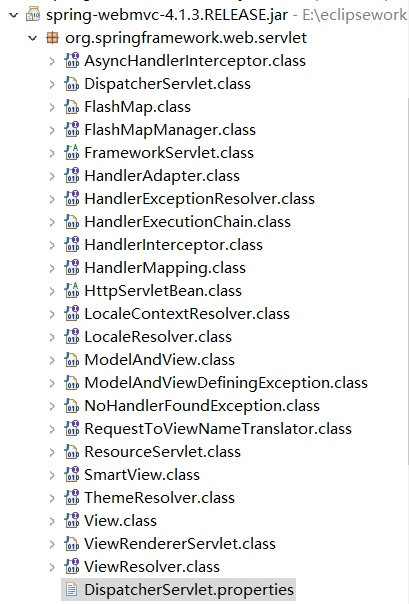 spring-webmvc-4.1.3.RELEASE.jar - E:\eclipsework
org.springframework.web.servlet
AsyncHandlerInterceptor.class
DispatcherServlet.class
FlashMap.class
FlashMapManager.class
FrameworkServlet.class
HandlerAdapter.class
HandlerExceptionResolver.class
HandlerExecutionChain.class
HandlerInterceptor.class
HandlerMapping.class
HttpServletBean.class
LocaleContextResolver.class
LocaleResolver.class
ModelAndView.class
ModelAndViewDefiningException.class
NoHandlerFoundException.class
RequestToViewNameTranslator.class
ResourceServlet.class
SmartView.class
ThemeResolver.class
View.class
ViewRendererServlet.class
ViewResolver.class
DispatcherServlet.properties